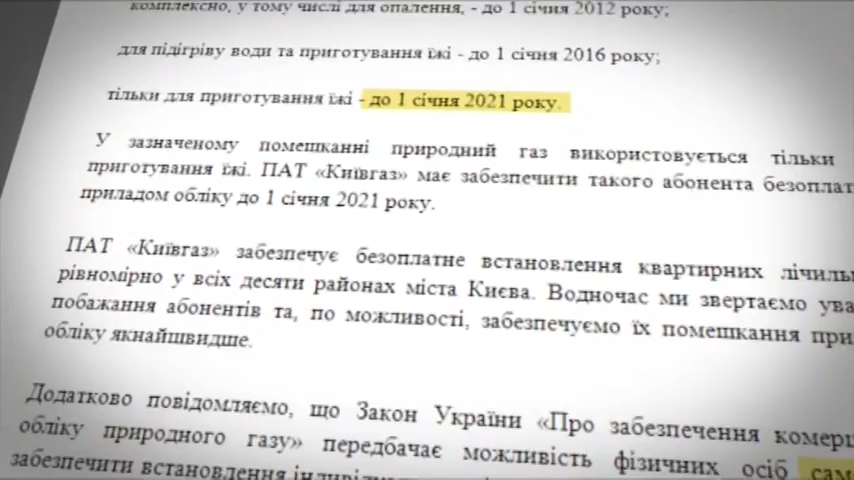 комплексно, у тому числі для опалення, - до 1 січня 2012 року;
для підігріву води та приготування їжі - до 1 січня 2016 року;
тільки для приготування їжі - до 1 січня 2021 року.
У зазначеному помешканні природний газ використовується тільки
приготування їжі. ПАТ «Київгаз» має забезпечити такого абонента безоплат
приладом обліку до 1 січня 2021 року.
ПАТ «Київгаз» забезпечує безоплатне встановлення квартирних лічиль
рівномірно у всіх десяти районах міста Києва. Водночас ми звертаємо ува
побажання абонентів та, по можливості, забезпечуємо їх помешкання при
обліку якнайшвидше.
Додатково повідомляємо, що Закон України «Про забезпечення комерц
обліку природного газу» передбачає можливість фізичних осіб сам
забезпечити встановлення